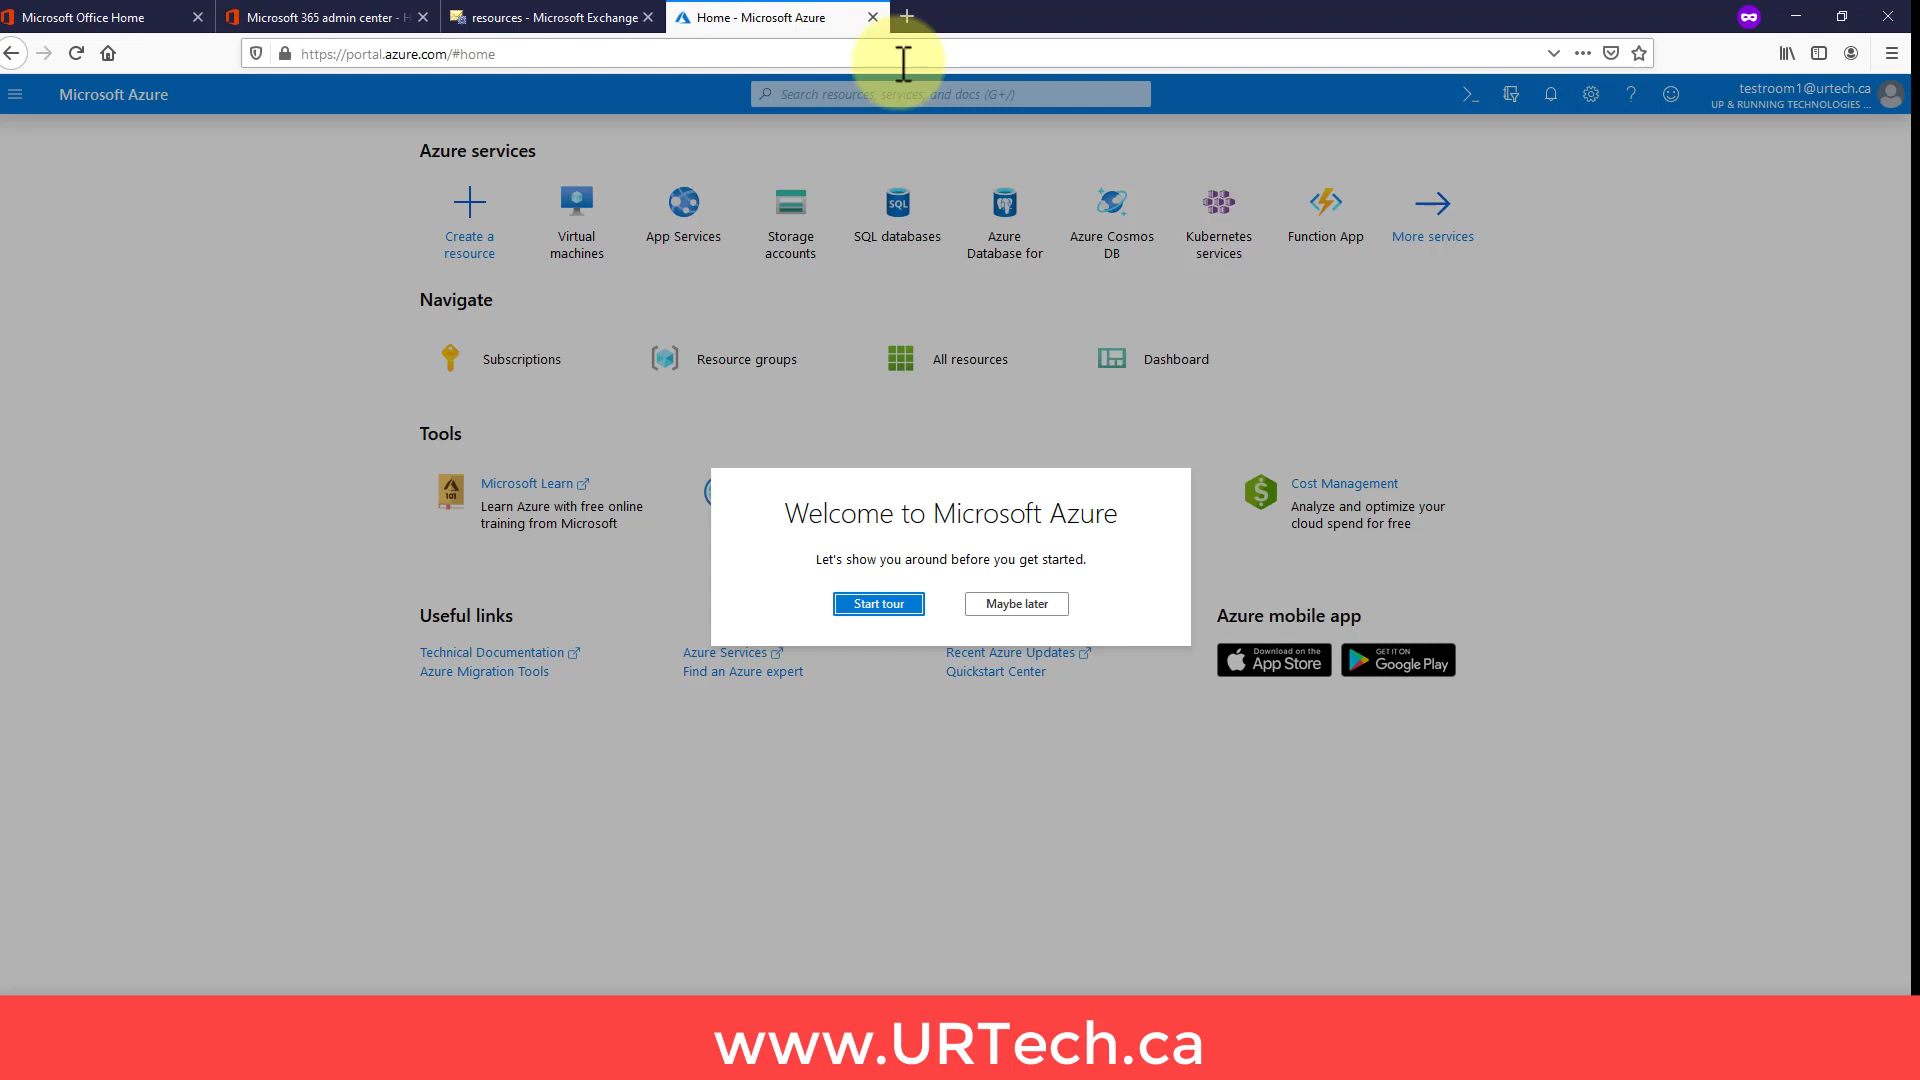 Microsoft Office Home
Microsoft 365 admin center - H
resources - Microsoft Exchange
Home - Microsoft Azure
https://portal.azure.com/#home
Microsoft Azure
Search resources, services, and docs (G+/)
testroom1@urtech.ca
UP & RUNNING TECHNOLOGIES ...
Azure services
Create a
resource
Virtual
machines
App Services
Storage
accounts
SQL
SQL databases
Azure
Database for
Azure Cosmos
DB
Kubernetes
services
Function App
More services
Navigate
Subscriptions
Resource groups
All resources
Dashboard
Tools
101
Microsoft Learn
Learn Azure with free online
training from Microsoft
Cost Management
Analyze and optimize your
cloud spend for free
Welcome to Microsoft Azure
Let's show you around before you get started.
Start tour
Maybe later
Useful links
Technical Documentation
Azure Migration Tools
Azure Services
Find an Azure expert
Recent Azure Updates
Quickstart Center
Azure mobile app
Download on the
App Store
GET IT ON
Google Play
www.URTech.ca